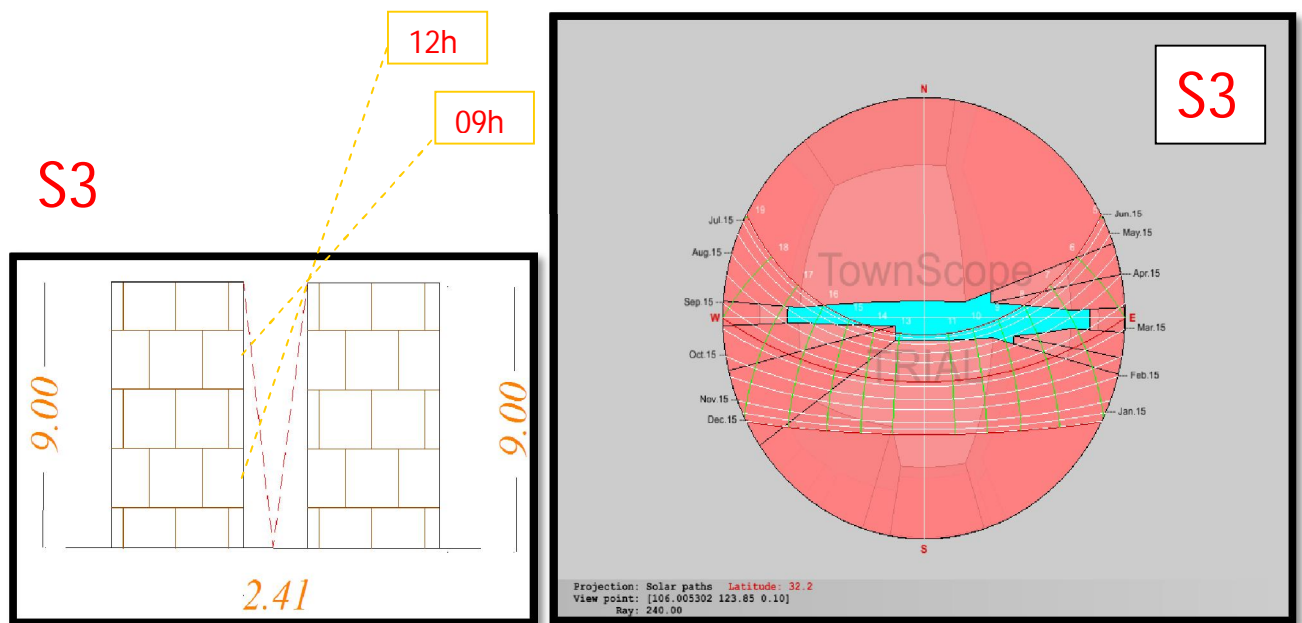 12h
09h
S3
9.00
9.00
2.41
S3
N
19
Jul.15
Jun.15
18
6
May.15
Aug.15
TownScope
17
7
Apr.15
16
8
Sep.15
15
14
13
11
10
W
E
Mar.15
TRIAL
Oct.15
Feb.15
Nov.15
Jan.15
Dec.15
S
Projection: Solar paths Latitude: 32.2
View point: [106.005302 123.85 0.10]
Ray: 240.00